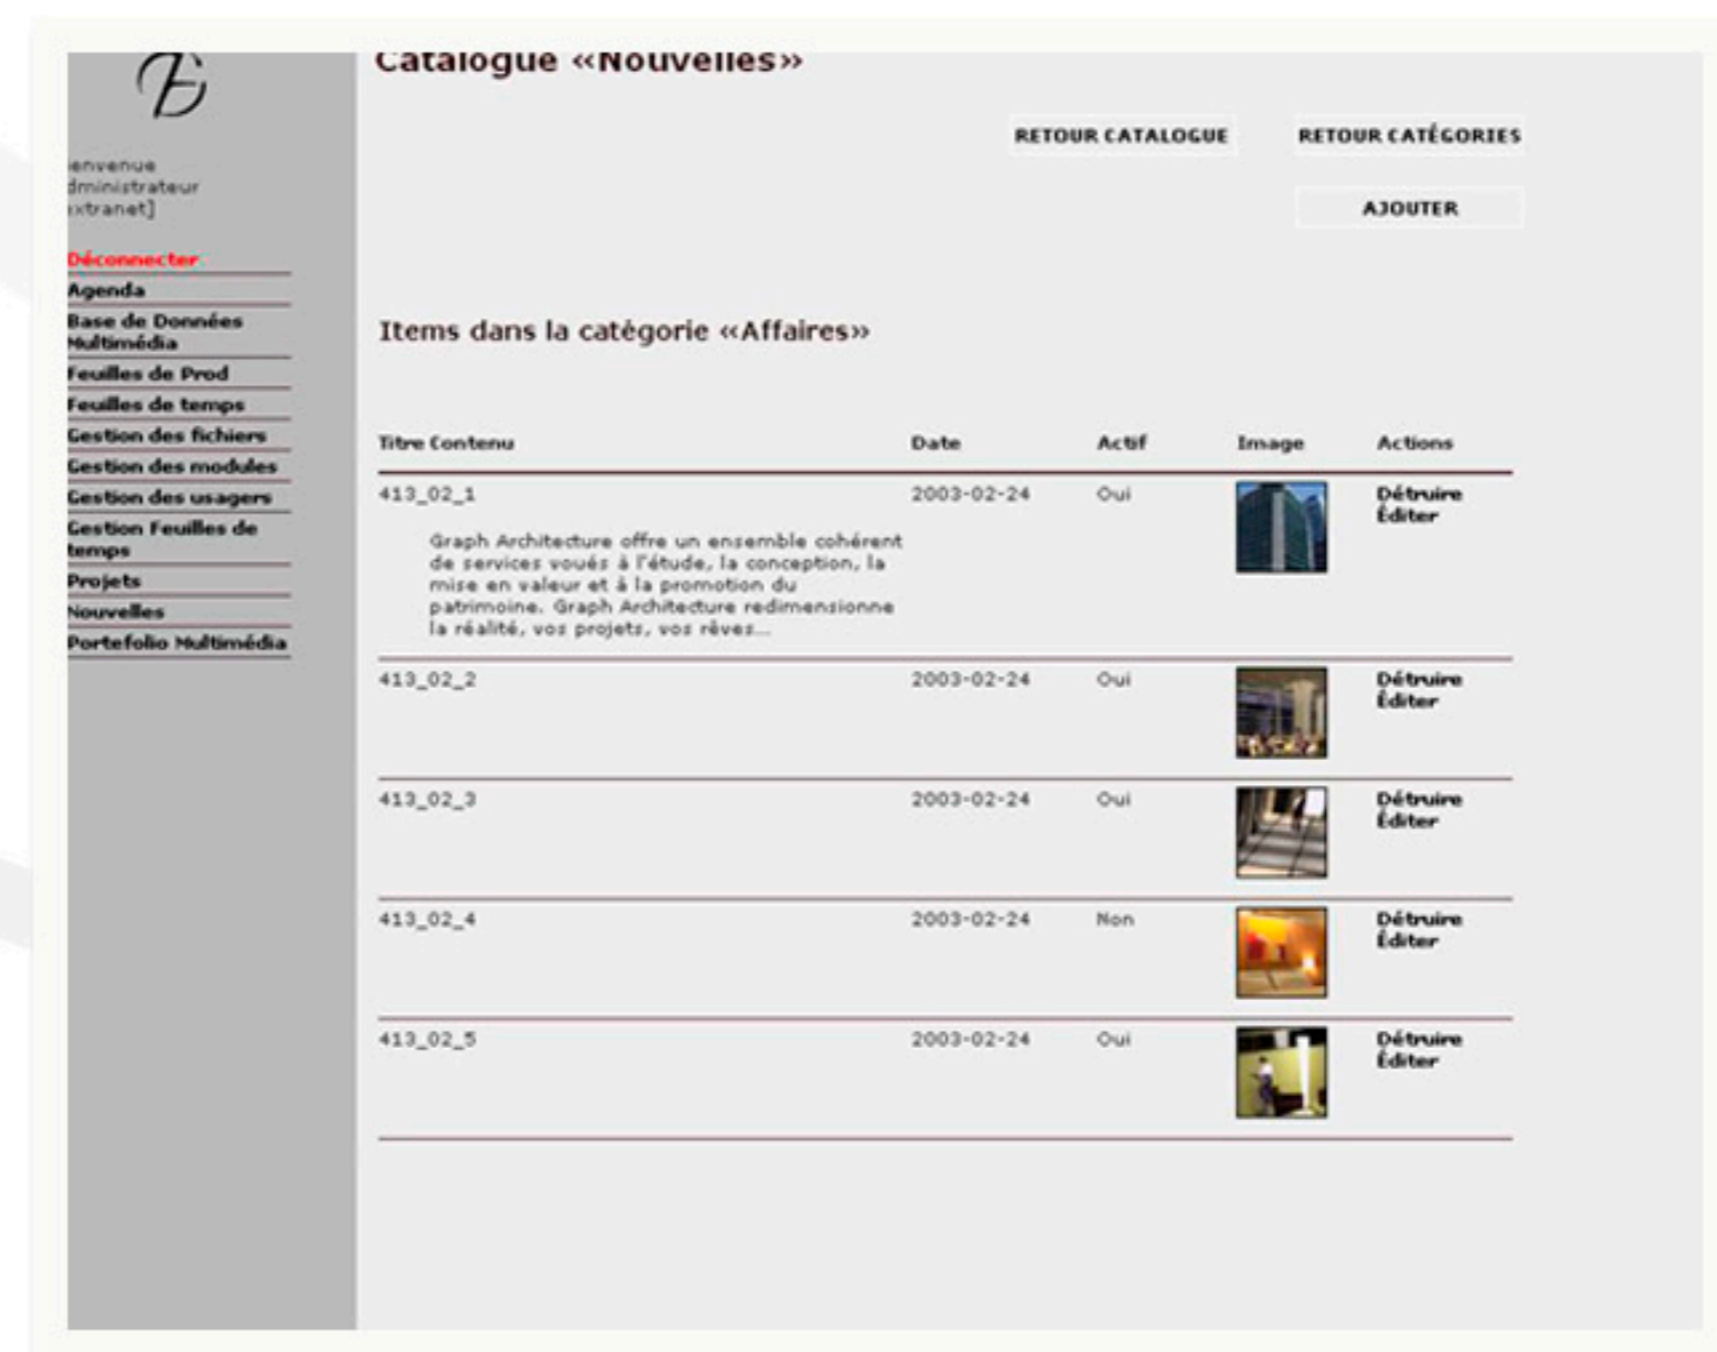 Catalogue «Nouvelles»
RETOUR CATALOGUE
RETOUR CATÉGORIES
AJOUTER
envenue
dministrateur
extranet]
Déconnecter
Agenda
Base de Données
Multimédia
Feuilles de Prod
Feuilles de temps
Gestion des fichiers
Gestion des modules
Gestion des usagers
Gestion Feuilles de
temps
Projets
Nouvelles
Portefolio Multimédia
Items dans la catégorie «Affaires»
Titre Contenu Date Actif Image Actions
413_02_1 2003-02-24 Oui Détruire
Éditer
Graph Architecture offre un ensemble cohérent
de services voués à l'étude, la conception, la
mise en valeur et à la promotion du
patrimoine. Graph Architecture redimensionne
la réalité, vos projets, vos rêves...
413_02_2 2003-02-24 Oui Détruire
Éditer
413_02_3 2003-02-24 Oui Détruire
Éditer
413_02_4 2003-02-24 Non Détruire
Éditer
413_02_5 2003-02-24 Oui Détruire
Éditer